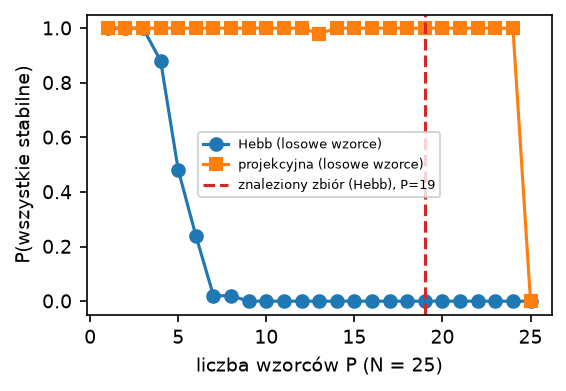 1.0
0.8
0.6
0.4
0.2
0.0
P(wszystkie stabilne)
Hebb (losowe wzorce)
projekcyjna (losowe wzorce)
znaleziony zbiór (Hebb), P=19
0 5 10 15 20 25
liczba wzorców P (N = 25)